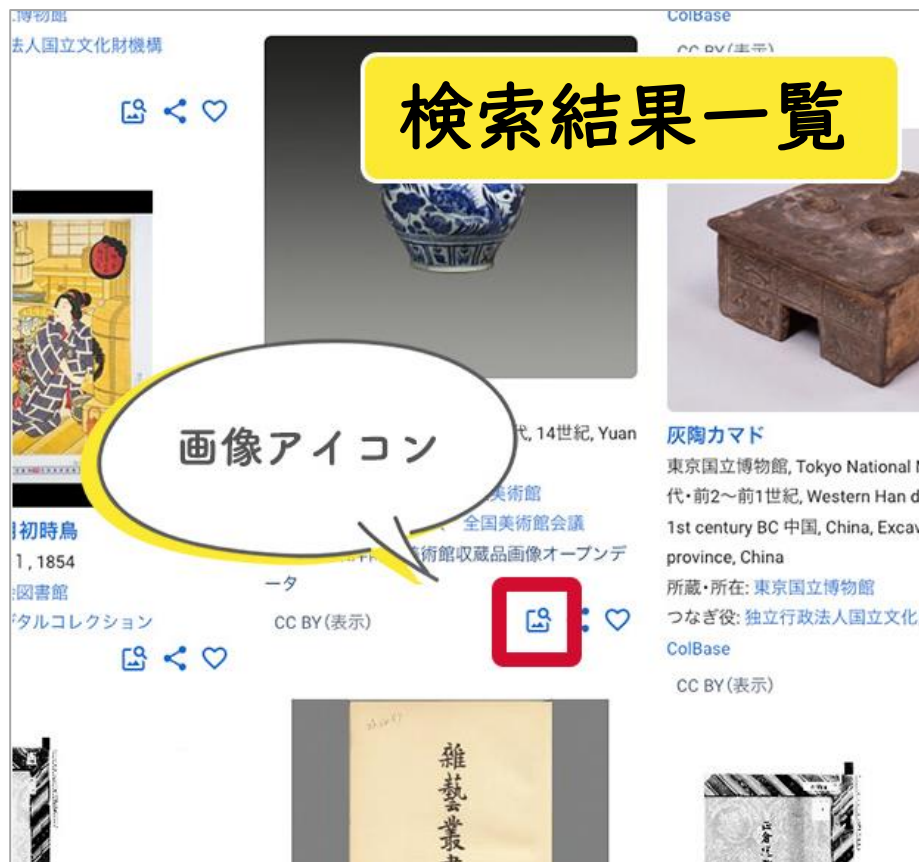 法人国立文化財機構
ColBase
CC BY（表示）
検索結果一覧
画像アイコン
初時鳥
1, 1854
図書館
デジタルコレクション
代, 14世紀, Yuan
美術館
全国美術館会議
美術館収蔵品画像オープンデ
ータ
CC BY（表示）
灰陶カマド
東京国立博物館, Tokyo National
代・前2～前1世紀, Western Han d
1st century BC 中国, China, Excav
province, China
所蔵・所在: 東京国立博物館
つなぎ役: 独立行政法人国立文化
ColBase
CC BY（表示）
雜藝叢書